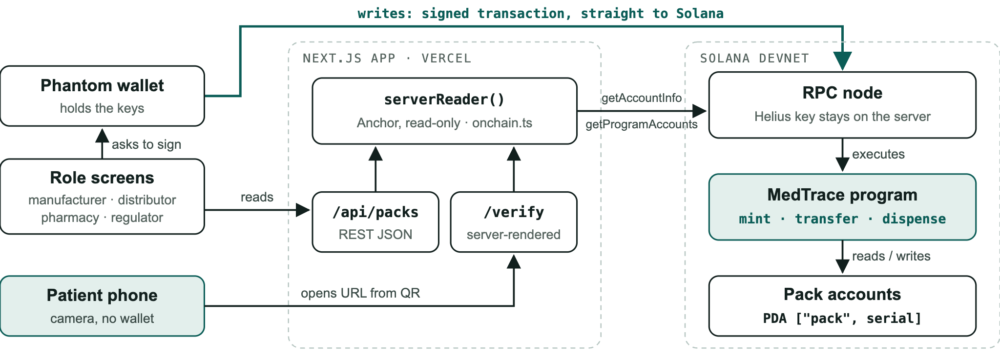 writes: signed transaction, straight to Solana
NEXT.JS APP · VERCEL
SOLANA DEVNET
Phantom wallet
holds the keys
asks to sign
Role screens
manufacturer · distributor
pharmacy · regulator
reads
Patient phone
camera, no wallet
opens URL from QR
serverReader()
Anchor, read-only · onchain.ts
/api/packs
REST JSON
/verify
server-rendered
getAccountInfo
getProgramAccounts
RPC node
Helius key stays on the server
executes
MedTrace program
mint · transfer · dispense
reads / writes
Pack accounts
PDA ["pack", serial]